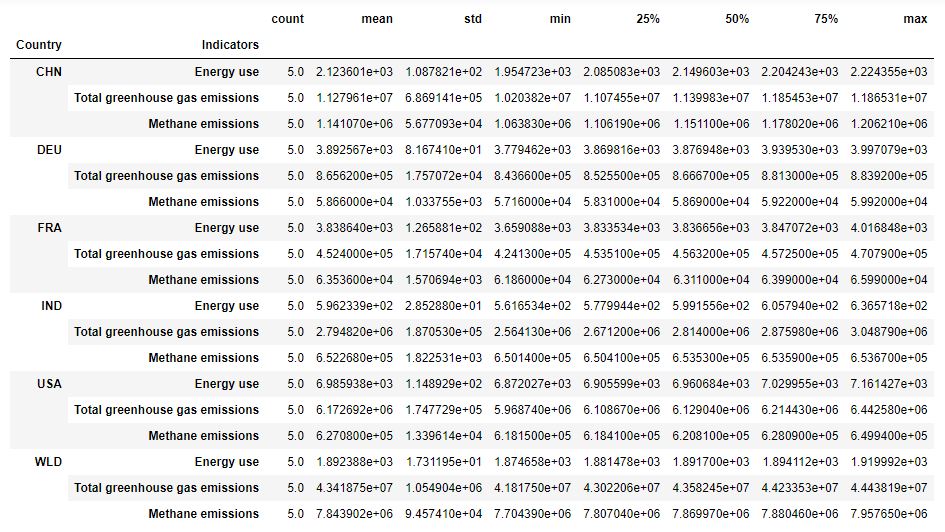 count mean std min 25% 50% 75% max
Country Indicators
CHN Energy use 5.0 2.123601e+03 1.087821e+02 1.954723e+03 2.085083e+03 2.149603e+03 2.204243e+03 2.224355e+03
Total greenhouse gas emissions 5.0 1.127961e+07 6.869141e+05 1.020382e+07 1.107455e+07 1.139983e+07 1.185453e+07 1.186531e+07
Methane emissions 5.0 1.141070e+06 5.677093e+04 1.063830e+06 1.106190e+06 1.151100e+06 1.178020e+06 1.206210e+06
DEU Energy use 5.0 3.892567e+03 8.167410e+01 3.779462e+03 3.869816e+03 3.876948e+03 3.939530e+03 3.997079e+03
Total greenhouse gas emissions 5.0 8.656200e+05 1.757072e+04 8.436600e+05 8.525500e+05 8.666700e+05 8.813000e+05 8.839200e+05
Methane emissions 5.0 5.866000e+04 1.033755e+03 5.716000e+04 5.831000e+04 5.869000e+04 5.922000e+04 5.992000e+04
FRA Energy use 5.0 3.838640e+03 1.265881e+02 3.659088e+03 3.833534e+03 3.836656e+03 3.847072e+03 4.016848e+03
Total greenhouse gas emissions 5.0 4.524000e+05 1.715740e+04 4.241300e+05 4.535100e+05 4.563200e+05 4.572500e+05 4.707900e+05
Methane emissions 5.0 6.353600e+04 1.570694e+03 6.186000e+04 6.273000e+04 6.311000e+04 6.399000e+04 6.599000e+04
IND Energy use 5.0 5.962339e+02 2.852880e+01 5.616534e+02 5.779944e+02 5.991556e+02 6.057940e+02 6.365718e+02
Total greenhouse gas emissions 5.0 2.794820e+06 1.870530e+05 2.564130e+06 2.671200e+06 2.814000e+06 2.875980e+06 3.048790e+06
Methane emissions 5.0 6.522680e+05 1.822531e+03 6.501400e+05 6.504100e+05 6.535300e+05 6.535900e+05 6.536700e+05
USA Energy use 5.0 6.985938e+03 1.148929e+02 6.872027e+03 6.905599e+03 6.960684e+03 7.029955e+03 7.161427e+03
Total greenhouse gas emissions 5.0 6.172692e+06 1.747729e+05 5.968740e+06 6.108670e+06 6.129040e+06 6.214430e+06 6.442580e+06
Methane emissions 5.0 6.270800e+05 1.339614e+04 6.181500e+05 6.184100e+05 6.208100e+05 6.280900e+05 6.499400e+05
WLD Energy use 5.0 1.892388e+03 1.731195e+01 1.874658e+03 1.881478e+03 1.891700e+03 1.894112e+03 1.919992e+03
Total greenhouse gas emissions 5.0 4.341875e+07 1.054904e+06 4.181750e+07 4.302206e+07 4.358245e+07 4.423357e+07 4.443819e+07
Methane emissions 5.0 7.843902e+06 9.457410e+04 7.704390e+06 7.807040e+06 7.869970e+06 7.880460e+06 7.957650e+06